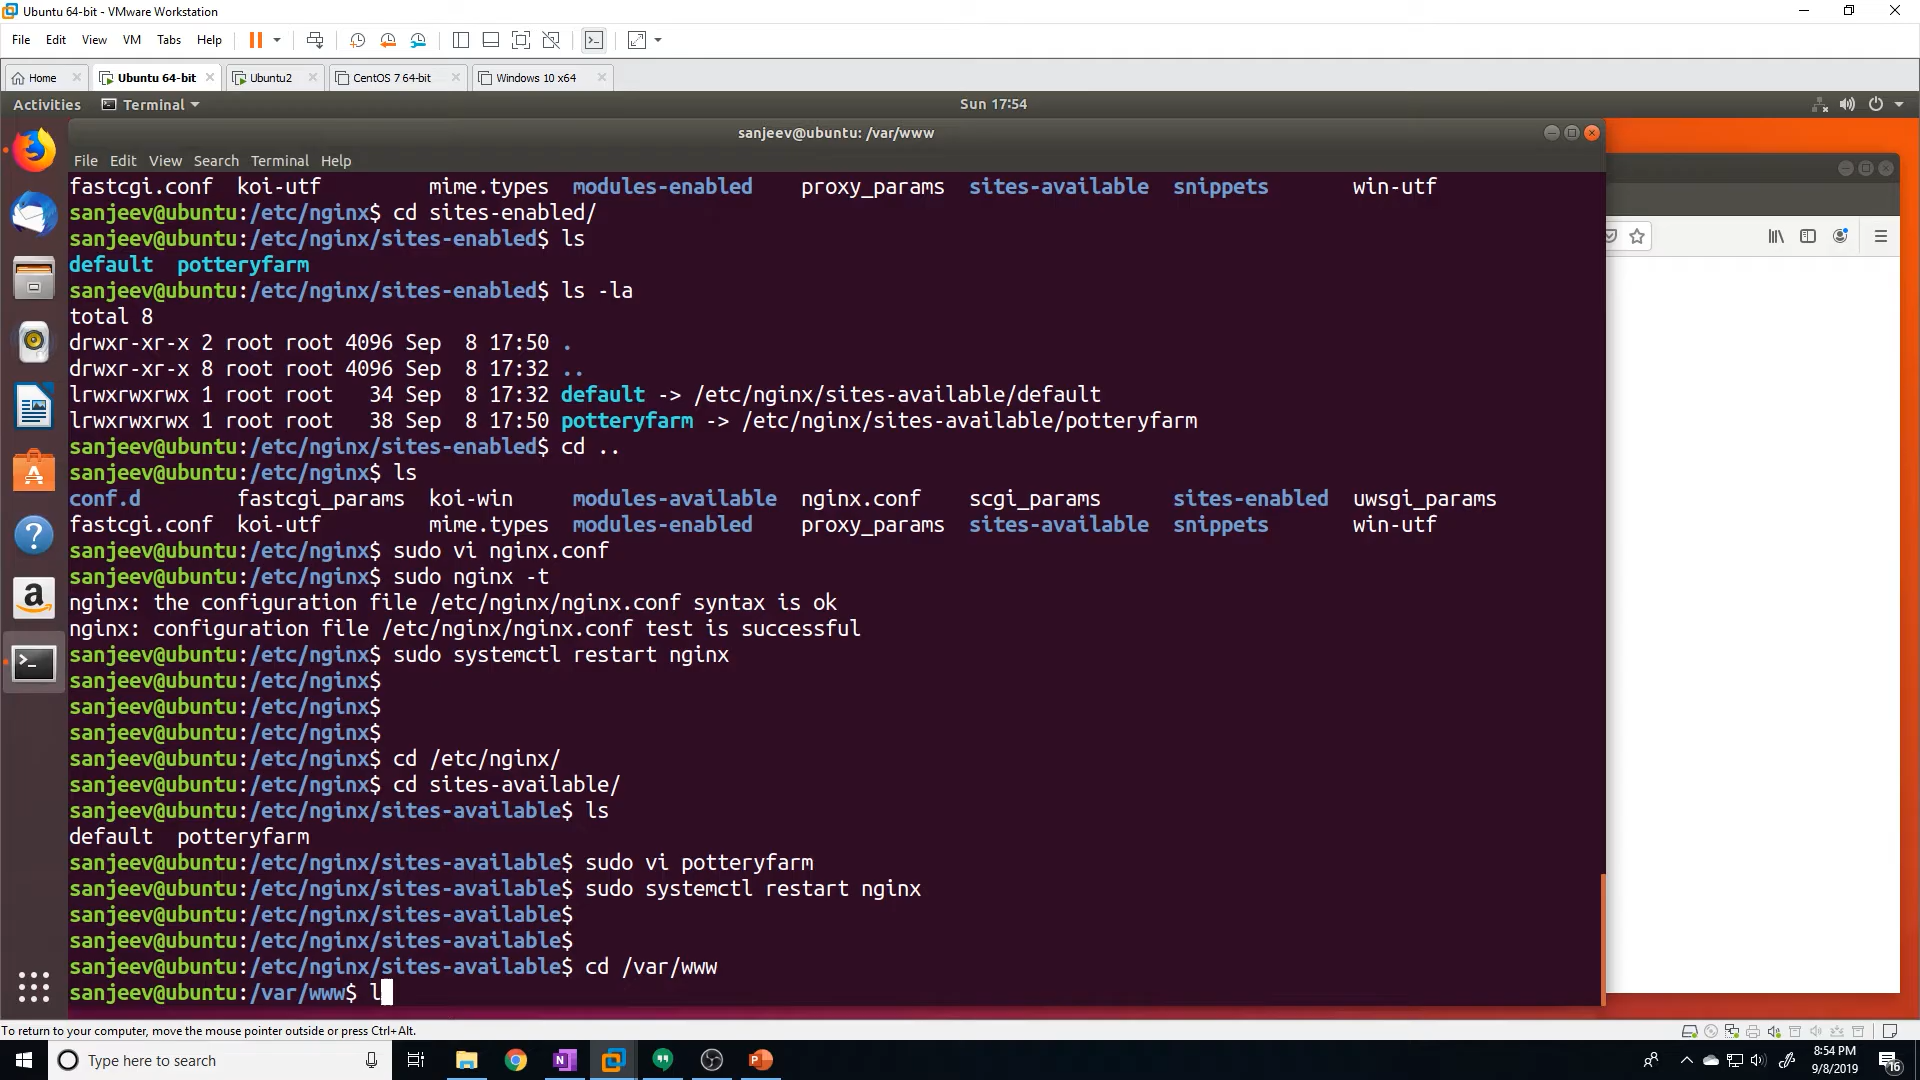 Ubuntu 64-bit - VMware Workstation
File Edit View VM Tabs Help
Home Ubuntu 64-bit Ubuntu2 CentOS 7 64-bit Windows 10 x64
Activities Terminal Sun 17:54
sanjeev@ubuntu: /var/www
File Edit View Search Terminal Help
fastcgi.conf koi-utf mime.types modules-enabled proxy_params sites-available snippets win-utf
sanjeev@ubuntu:/etc/nginx$ cd sites-enabled/
sanjeev@ubuntu:/etc/nginx/sites-enabled$ ls
default potteryfarm
sanjeev@ubuntu:/etc/nginx/sites-enabled$ ls -la
total 8
drwxr-xr-x 2 root root 4096 Sep 8 17:50 .
drwxr-xr-x 8 root root 4096 Sep 8 17:32 ..
lrwxrwxrwx 1 root root 34 Sep 8 17:32 default -> /etc/nginx/sites-available/default
lrwxrwxrwx 1 root root 38 Sep 8 17:50 potteryfarm -> /etc/nginx/sites-available/potteryfarm
sanjeev@ubuntu:/etc/nginx/sites-enabled$ cd ..
sanjeev@ubuntu:/etc/nginx$ ls
conf.d fastcgi_params koi-win modules-available nginx.conf scgi_params sites-enabled uwsgi_params
fastcgi.conf koi-utf mime.types modules-enabled proxy_params sites-available snippets win-utf
sanjeev@ubuntu:/etc/nginx$ sudo vi nginx.conf
sanjeev@ubuntu:/etc/nginx$ sudo nginx -t
nginx: the configuration file /etc/nginx/nginx.conf syntax is ok
nginx: configuration file /etc/nginx/nginx.conf test is successful
sanjeev@ubuntu:/etc/nginx$ sudo systemctl restart nginx
sanjeev@ubuntu:/etc/nginx$
sanjeev@ubuntu:/etc/nginx$
sanjeev@ubuntu:/etc/nginx$
sanjeev@ubuntu:/etc/nginx$ cd /etc/nginx/
sanjeev@ubuntu:/etc/nginx$ cd sites-available/
sanjeev@ubuntu:/etc/nginx/sites-available$ ls
default potteryfarm
sanjeev@ubuntu:/etc/nginx/sites-available$ sudo vi potteryfarm
sanjeev@ubuntu:/etc/nginx/sites-available$ sudo systemctl restart nginx
sanjeev@ubuntu:/etc/nginx/sites-available$
sanjeev@ubuntu:/etc/nginx/sites-available$
sanjeev@ubuntu:/etc/nginx/sites-available$ cd /var/www
sanjeev@ubuntu:/var/www$ l
To return to your computer, move the mouse pointer outside or press Ctrl+Alt.
Type here to search
8:54 PM
9/8/2019
16